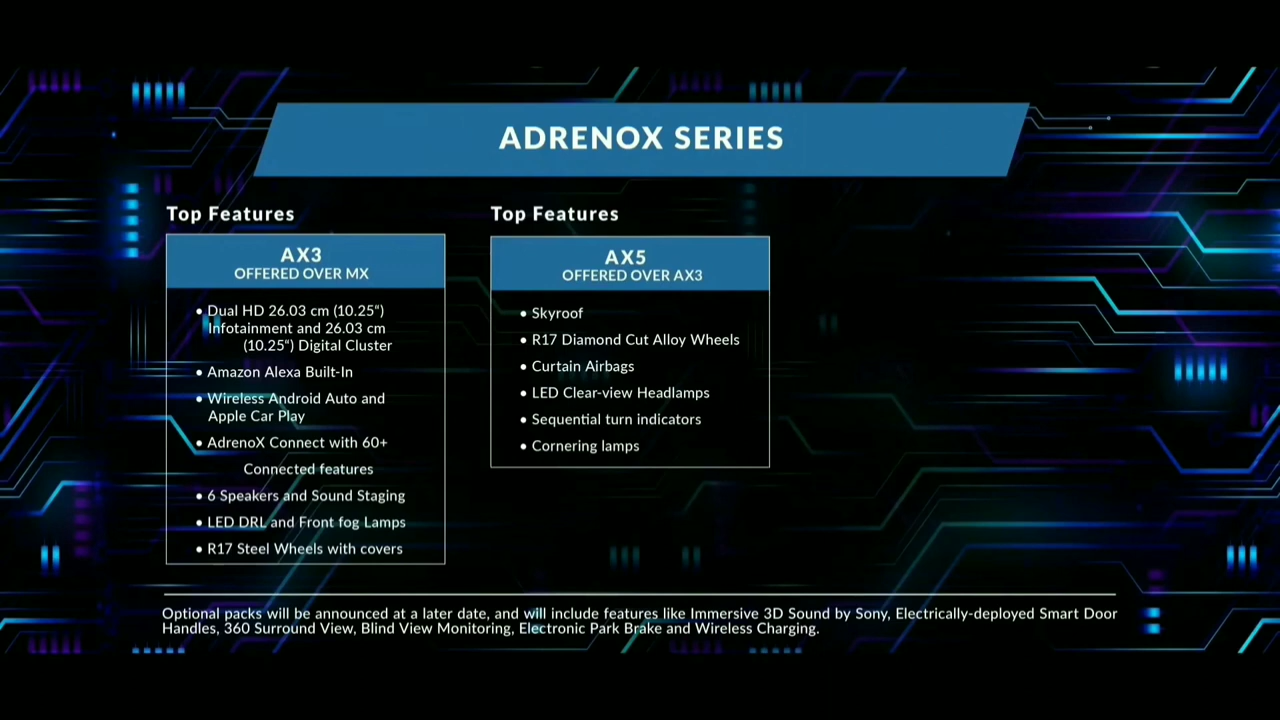 ADRENOX SERIES
Top Features
AX3
OFFERED OVER MX
• Dual HD 26.03 cm (10.25“)
Infotainment and 26.03 cm
(10.25“) Digital Cluster
• Amazon Alexa Built-In
• Wireless Android Auto and
Apple Car Play
• AdrenoX Connect with 60+
Connected features
• 6 Speakers and Sound Staging
• LED DRL and Front fog Lamps
• R17 Steel Wheels with covers
Top Features
AX5
OFFERED OVER AX3
• Skyroof
• R17 Diamond Cut Alloy Wheels
• Curtain Airbags
• LED Clear-view Headlamps
• Sequential turn indicators
• Cornering lamps
Optional packs will be announced at a later date, and will include features like Immersive 3D Sound by Sony, Electrically-deployed Smart Door
Handles, 360 Surround View, Blind View Monitoring, Electronic Park Brake and Wireless Charging.